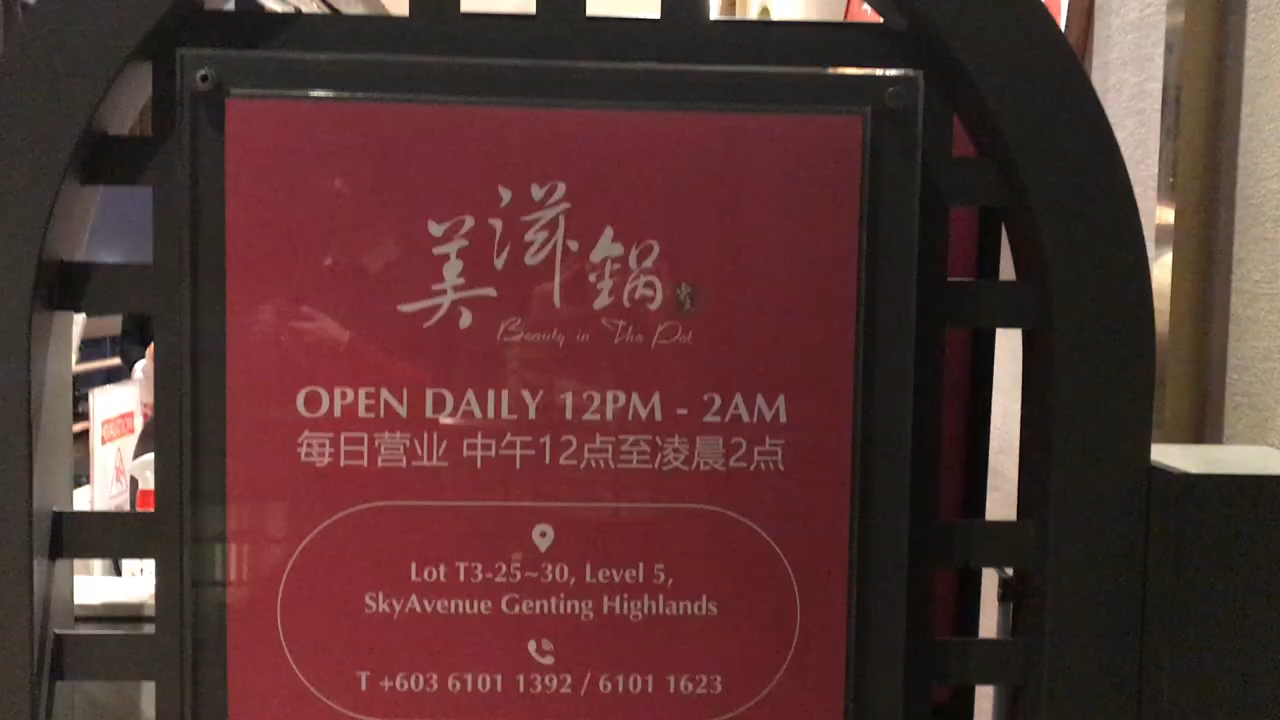 美滋鍋
Beauty in The Pot
OPEN DAILY 12PM - 2AM
每日营业 中午12点至凌晨2点
Lot T3-25~30, Level 5,
SkyAvenue Genting Highlands
T +603 6101 1392 / 6101 1623
CAUTION